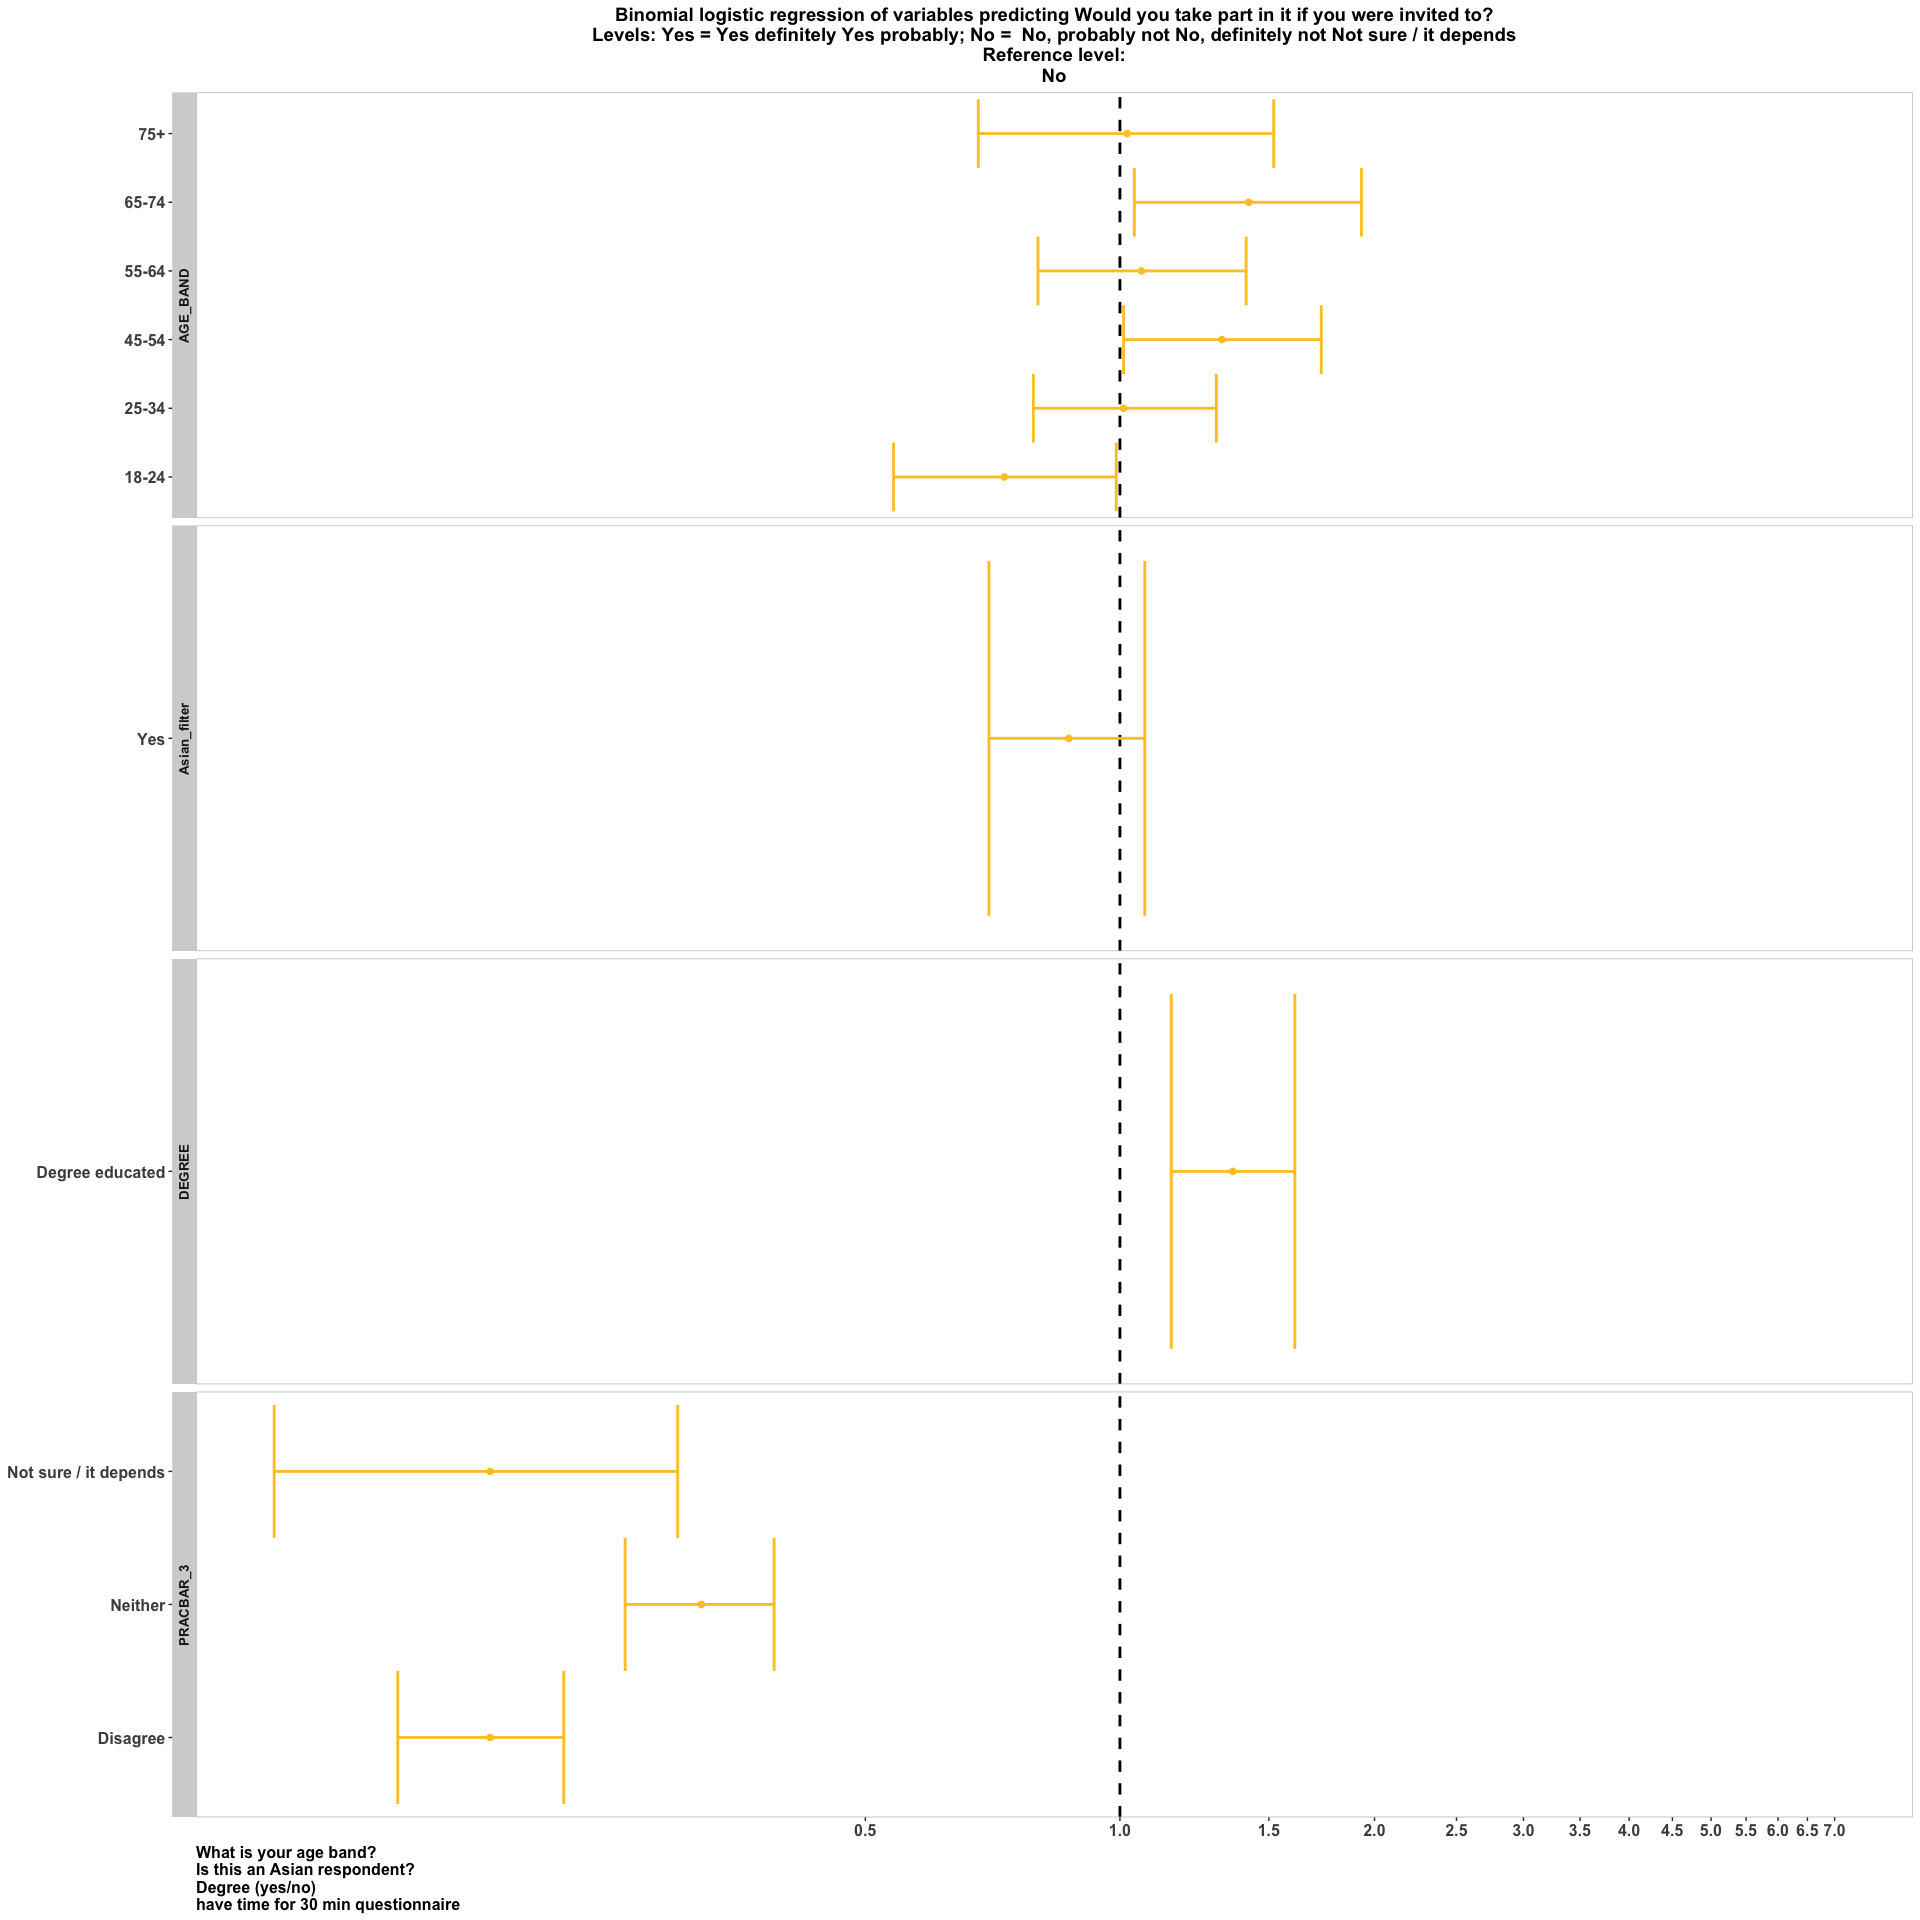 Binomial logistic regression of variables predicting Would you take part in it if you were invited to?
Levels: Yes = Yes definitely Yes probably; No =  No, probably not No, definitely not Not sure / it depends
Reference level:
No
AGE_BAND
75+
65-74
55-64
45-54
25-34
18-24
Asian_filter
Yes
DEGREE
Degree educated
PRACBAR_3
Not sure / it depends
Neither
Disagree
0.5 1.0 1.5 2.0 2.5 3.0 3.5 4.0 4.5 5.0 5.5 6.0 6.5 7.0
What is your age band?
Is this an Asian respondent?
Degree (yes/no)
have time for 30 min questionnaire